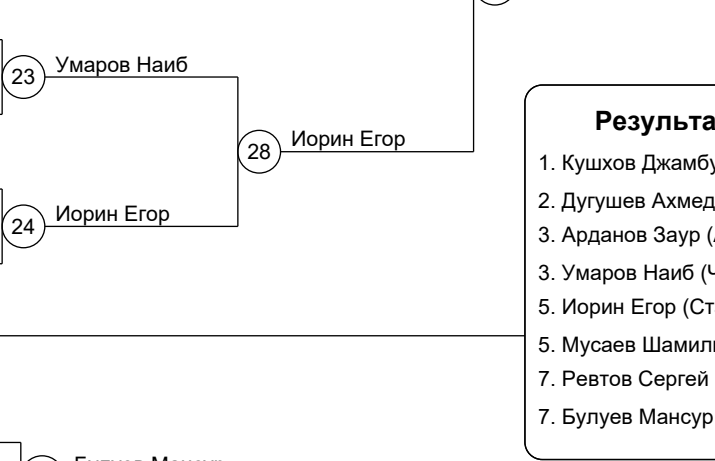 Умаров Наиб
23
Иорин Егор
28
Иорин Егор
24
1. Кушхов
2. Дугушев Ахмед
3. Арданов Заур
3. Умаров Наиб
5. Иорин Егор
5. Мусаев
7. Ревтов Сергей
7. Булуев Мансур